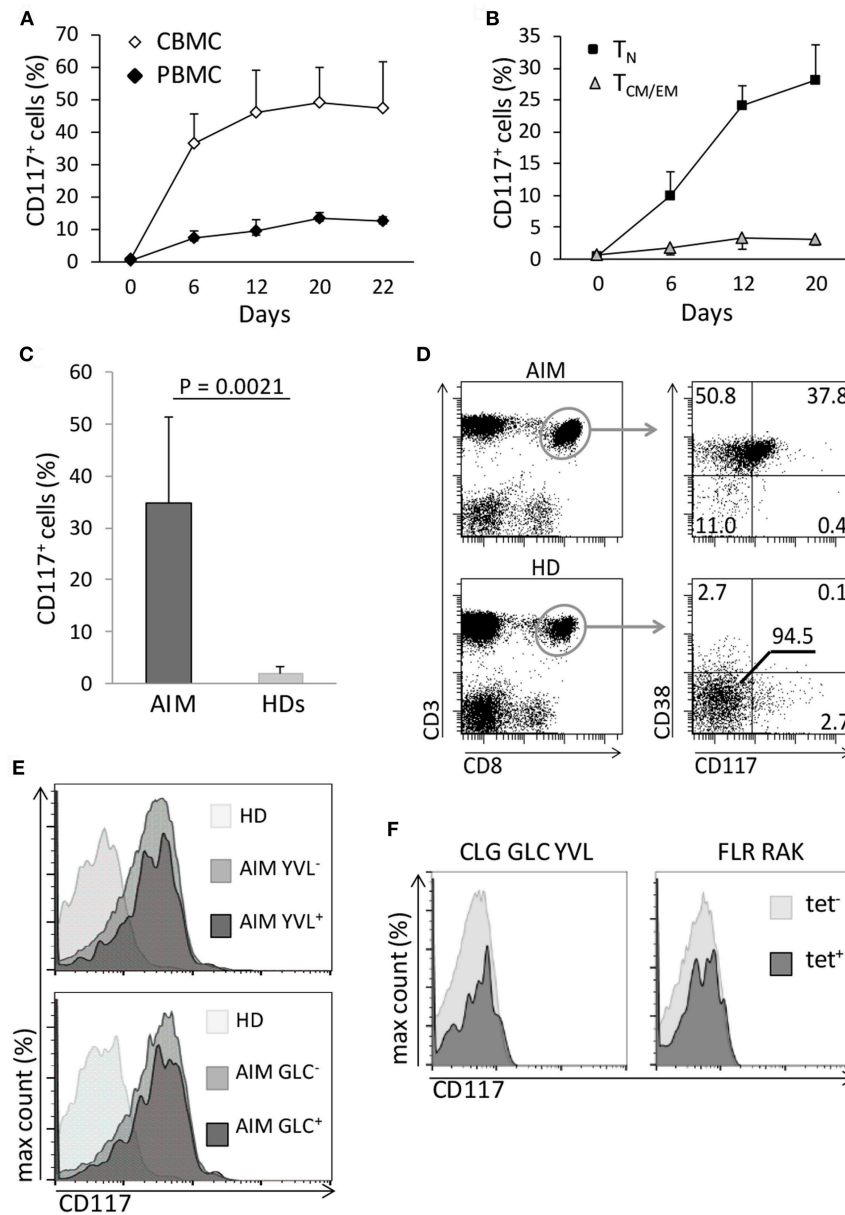 A
CBMC
PBMC
CD117+ cells (%)
70
60
50
40
30
20
10
0
0 6 12 20 22
Days
B
TN
TCM/EM
CD117+ cells (%)
35
30
25
20
15
10
5
0
0 6 12 20
Days
C
P = 0.0021
CD117+ cells (%)
60
50
40
30
20
10
0
AIM HDs
D
AIM
50.8 37.8
11.0 0.4
HD
2.7 0.1
94.5
2.7
CD3
CD8
CD38
CD117
E
HD
AIM YVL-
AIM YVL+
HD
AIM GLC-
AIM GLC+
max count (%)
CD117
F
CLG GLC YVL
FLR RAK
tet-
tet+
max count (%)
CD117